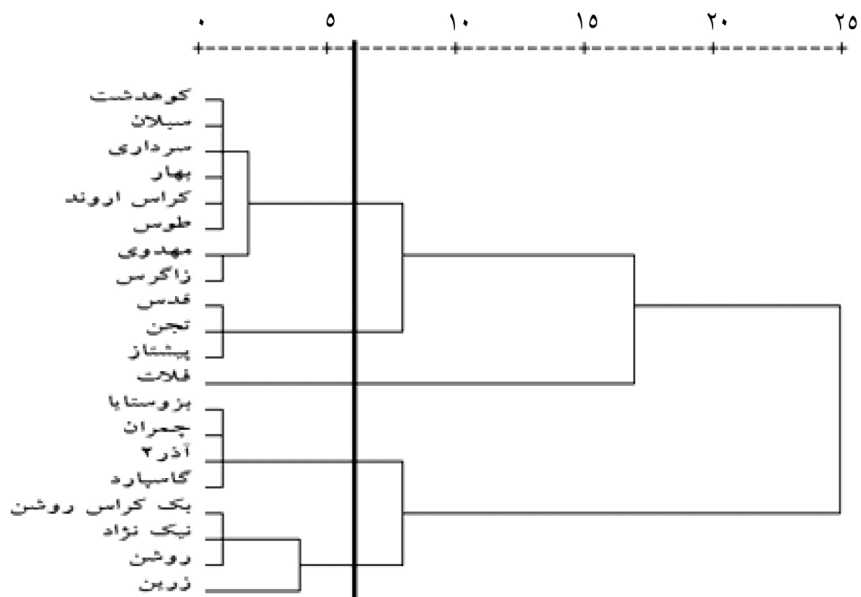 ۰ ۵ ۱۰ ۱۵ ۲۰ ۲۵
کوهدشت
سبلان
سرداری
بهار
کراس اروند
طوس
مهدوی
زاگرس
قدس
تجن
پیشتاز
فلات
بزوستایا
چمران
آذر۲
گاسپارد
بک کراس روشن
نیک نژاد
روشن
زرین